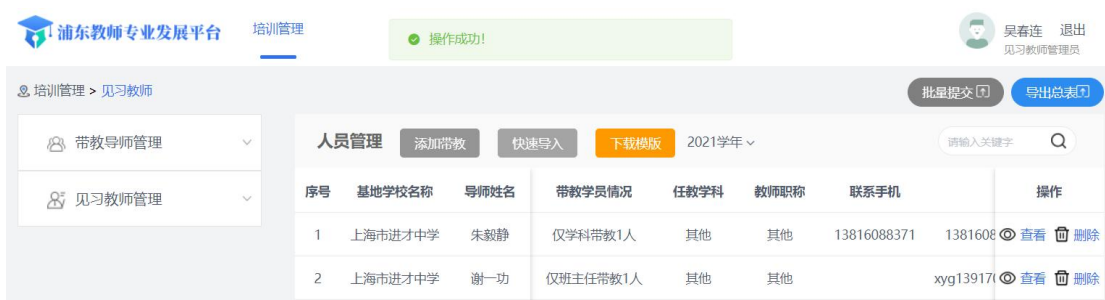 浦东教师专业发展平台 培训管理 操作成功! 吴春连 退出
见习教师管理员
培训管理 > 见习教师 批量提交 导出总表
带教导师管理 人员管理 添加带教 快速导入 下载模版 2021学年 请输入关键字
序号 基地学校名称 导师姓名 带教学员情况 任教学科 教师职称 联系手机 操作
见习教师管理
1 上海市进才中学 朱毅静 仅学科带教1人 其他 其他 13816088371 1381608 查看 删除
2 上海市进才中学 谢一功 仅班主任带教1人 其他 其他 xyg13917 查看 删除